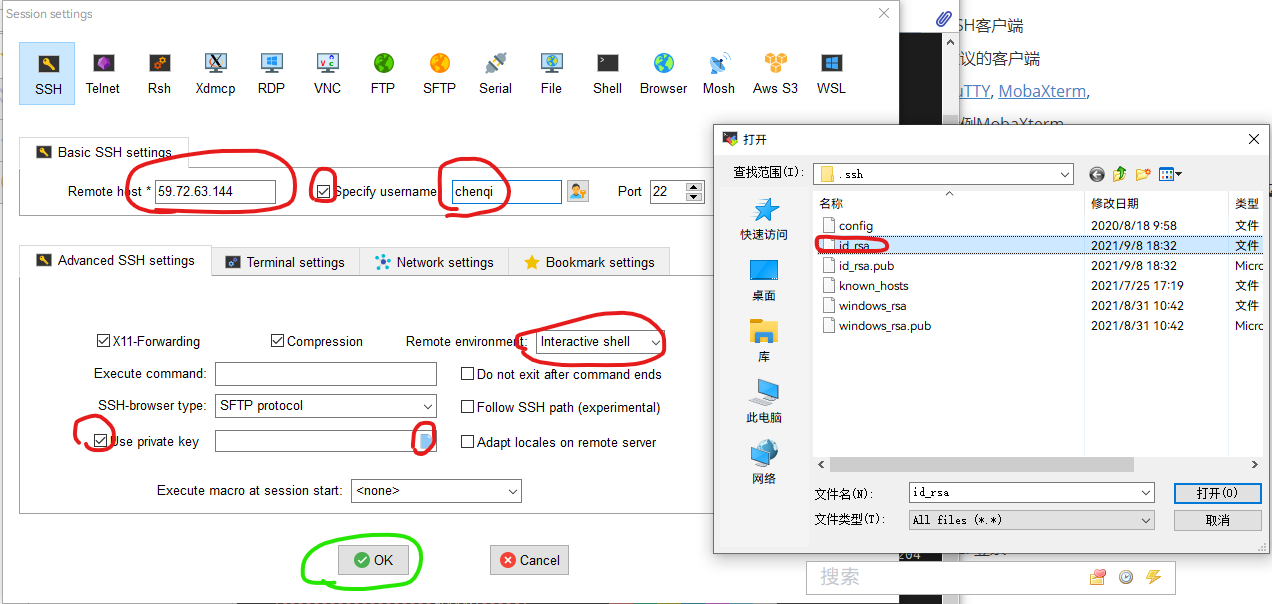 Session settings
SSH
Telnet
Rsh
Xdmcp
RDP
VNC
FTP
SFTP
Serial
File
Shell
Browser
Mosh
Aws S3
WSL
Basic SSH settings
Remote host * 59.72.63.144
Specify username chenqi
Port 22
Advanced SSH settings
Terminal settings
Network settings
Bookmark settings
X11-Forwarding
Compression
Remote environment: Interactive shell
Execute command:
Do not exit after command ends
SSH-browser type: SFTP protocol
Follow SSH path (experimental)
Use private key
Adapt locales on remote server
Execute macro at session start: <none>
OK
Cancel
SH客户端
议的客户端
uTTY, MobaXterm,
例MobaXterm
打开
查找范围(I): .ssh
快速访问
桌面
库
此电脑
网络
名称 修改日期 类型
config 2020/8/18 9:58 文件
id_rsa 2021/9/8 18:32 文件
id_rsa.pub 2021/9/8 18:32 Micro
known_hosts 2021/7/25 17:19 文件
windows_rsa 2021/8/31 10:42 文件
windows_rsa.pub 2021/8/31 10:42 Micro
文件名(N): id_rsa 打开(O)
文件类型(T): All files (*.*) 取消
204
搜索